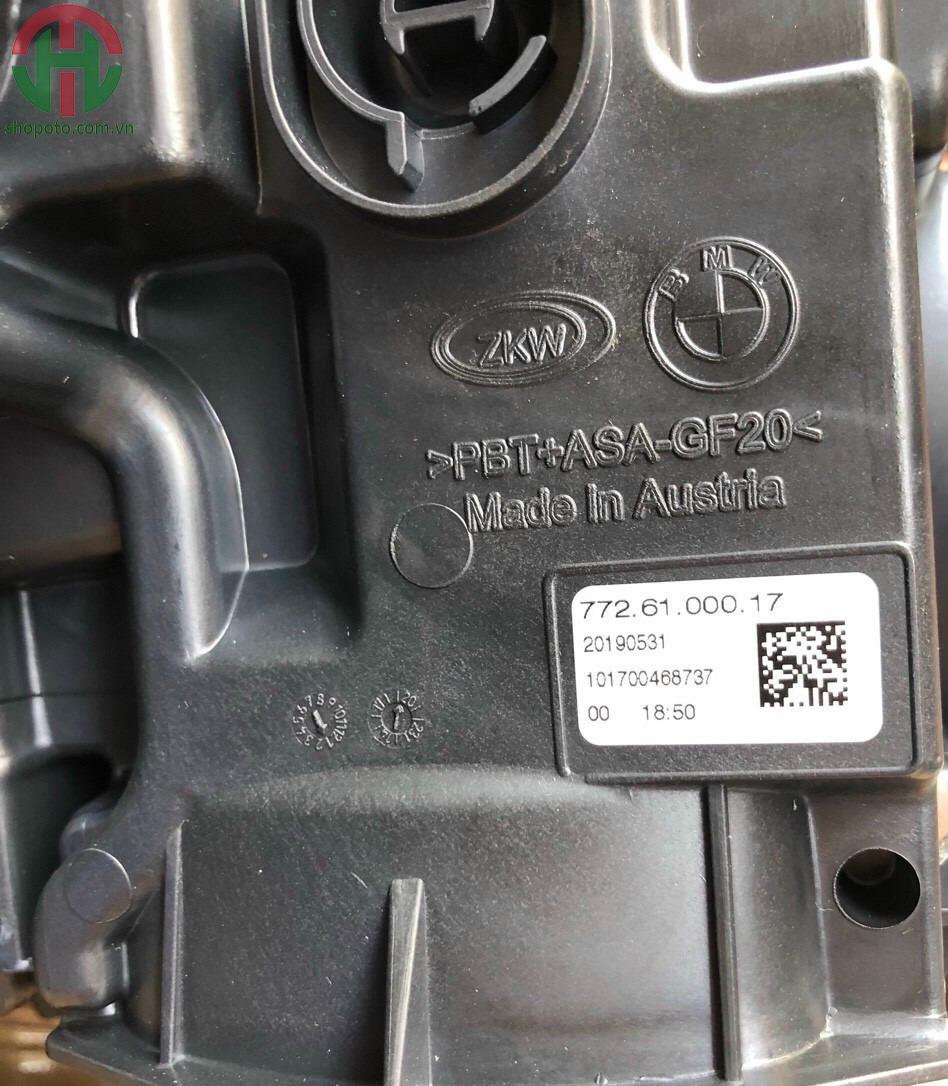 shopoto.com.vn
ZKW
BMW
>PBT+ASA-GF20<
Made in Austria
772.61.000.17
20190531
101700468737
00 18:50